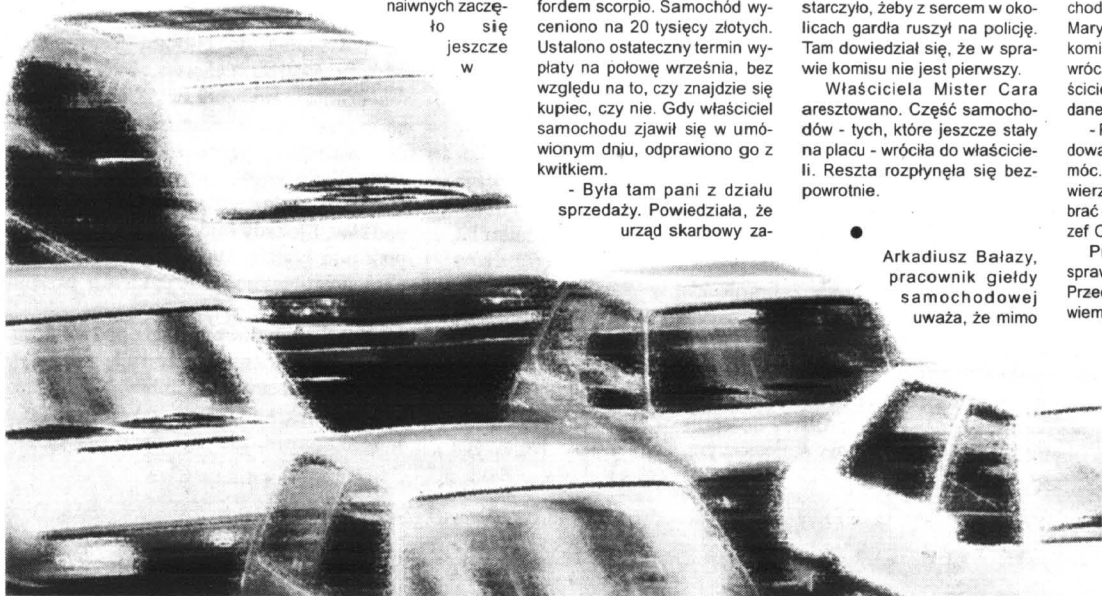 naiwnych zaczę-
ło się
jeszcze
w
fordem scorpio. Samochód wy-
ceniono na 20 tysięcy złotych.
Ustalono ostateczny termin wy-
płaty na połowę września, bez
względu na to, czy znajdzie się
kupiec, czy nie. Gdy właściciel
samochodu zjawił się w umó-
wionym dniu, odprawiono go z
kwitkiem.
- Była tam pani z działu
sprzedaży. Powiedziała, że
urząd skarbowy za-
starczyło, żeby z sercem w oko-
licach gardła ruszył na policję.
Tam dowiedział się, że w spra-
wie komisu nie jest pierwszy.
Właściciela Mister Cara
aresztowano. Część samocho-
dów - tych, które jeszcze stały
na placu - wróciła do właścicie-
li. Reszta rozpłynęła się bez-
powrotnie.
●
Arkadiusz Bałazy,
pracownik giełdy
samochodowej
uważa, że mimo
chod
Mary
komi
wróc
ścicie
dane
dowa
móc.
wierz
brać
zef
spraw
Przec
wiem